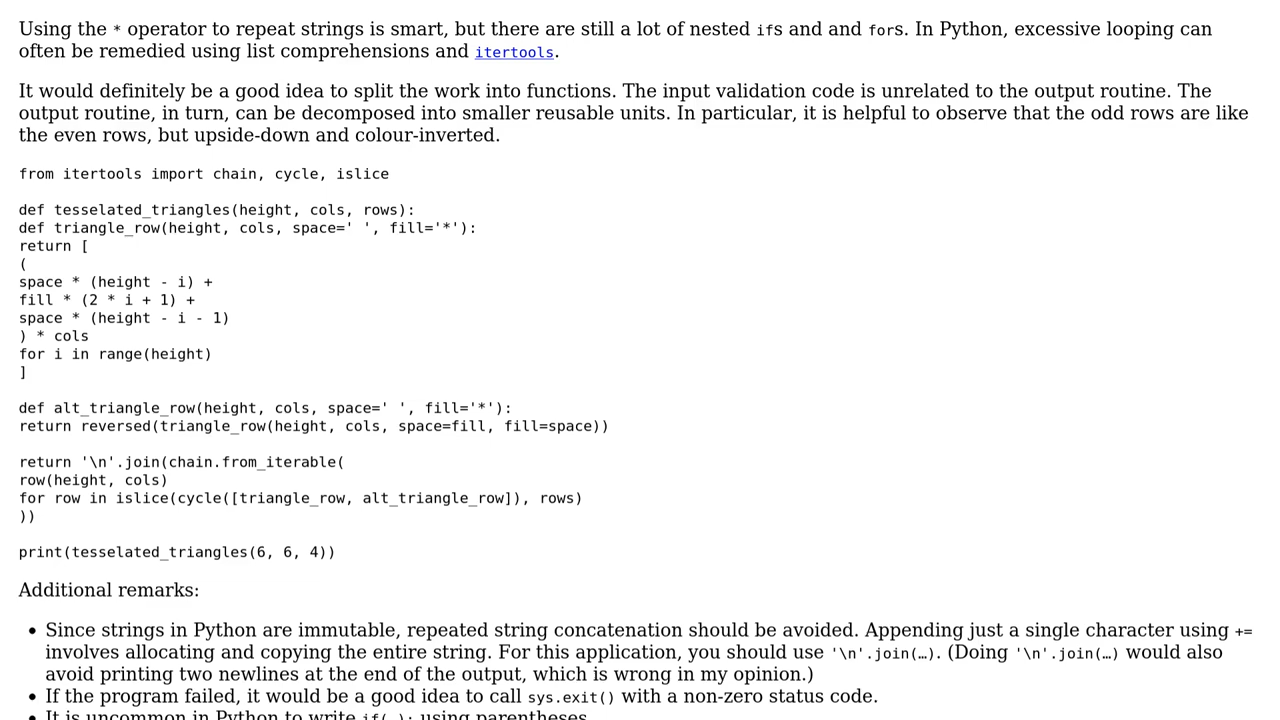 Using the * operator to repeat strings is smart, but there are still a lot of nested ifs and and fors. In Python, excessive looping can
often be remedied using list comprehensions and itertools.
It would definitely be a good idea to split the work into functions. The input validation code is unrelated to the output routine. The
output routine, in turn, can be decomposed into smaller reusable units. In particular, it is helpful to observe that the odd rows are like
the even rows, but upside-down and colour-inverted.
from itertools import chain, cycle, islice
def tesselated_triangles(height, cols, rows):
def triangle_row(height, cols, space=' ', fill='*'):
return [
(
space * (height - i) +
fill * (2 * i + 1) +
space * (height - i - 1)
) * cols
for i in range(height)
]
def alt_triangle_row(height, cols, space=' ', fill='*'):
return reversed(triangle_row(height, cols, space=fill, fill=space))
return '\n'.join(chain.from_iterable(
row(height, cols)
for row in islice(cycle([triangle_row, alt_triangle_row]), rows)
))
print(tesselated_triangles(6, 6, 4))
Additional remarks:
• Since strings in Python are immutable, repeated string concatenation should be avoided. Appending just a single character using +=
involves allocating and copying the entire string. For this application, you should use '\n'.join(…). (Doing '\n'.join(…) would also
avoid printing two newlines at the end of the output, which is wrong in my opinion.)
• If the program failed, it would be a good idea to call sys.exit() with a non-zero status code.
• It is uncommon in Python to write if(…): using parentheses.